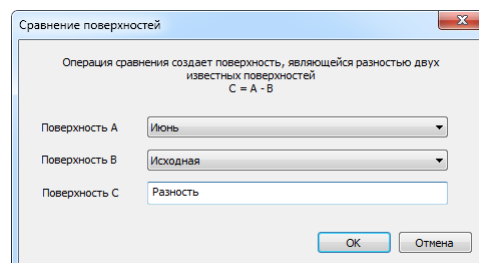 Сравнение поверхностей
Операция сравнения создает поверхность, являющейся разностью двух
известных поверхностей
C = A - B
Поверхность A Июнь
Поверхность B Исходная
Поверхность C Разность
OK Отмена